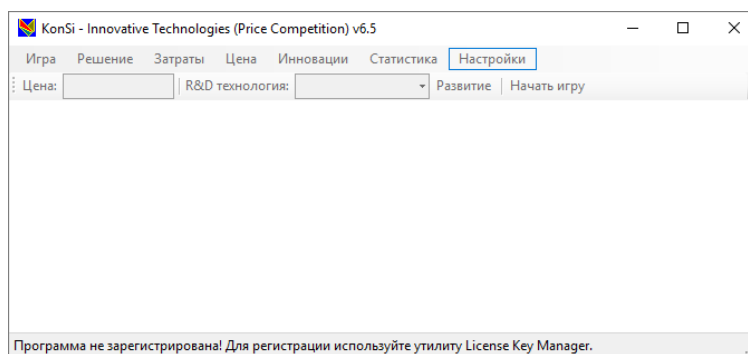 KonSi - Innovative Technologies (Price Competition) v6.5
Игра Решение Затраты Цена Инновации Статистика Настройки
Цена: R&D технология: Развитие Начать игру
Программа не зарегистрирована! Для регистрации используйте утилиту License Key Manager.